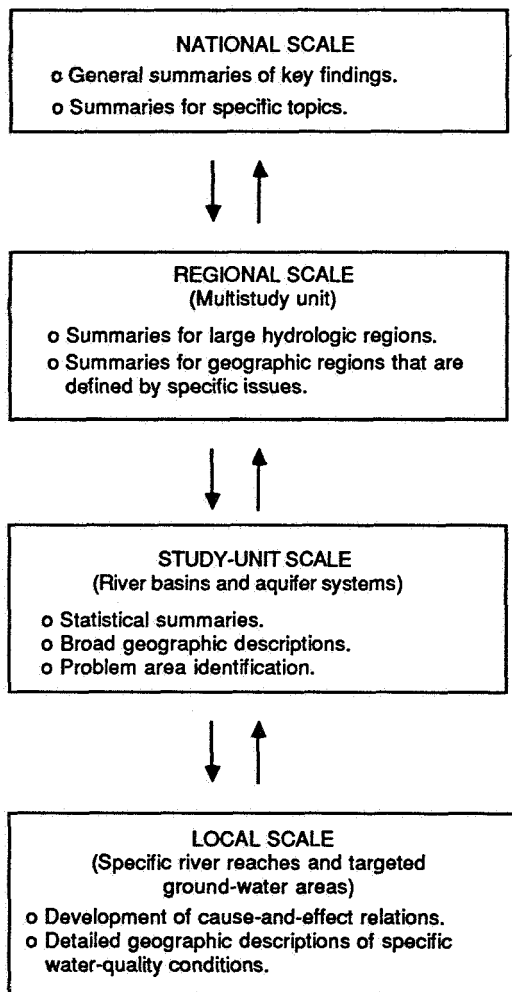 NATIONAL SCALE
o General summaries of key findings.
o Summaries for specific topics.
REGIONAL SCALE
(Multistudy unit)
o Summaries for large hydrologic regions.
o Summaries for geographic regions that are
defined by specific issues.
STUDY-UNIT SCALE
(River basins and aquifer systems)
o Statistical summaries.
o Broad geographic descriptions.
o Problem area identification.
LOCAL SCALE
(Specific river reaches and targeted
ground-water areas)
o Development of cause-and-effect relations.
o Detailed geographic descriptions of specific
water-quality conditions.